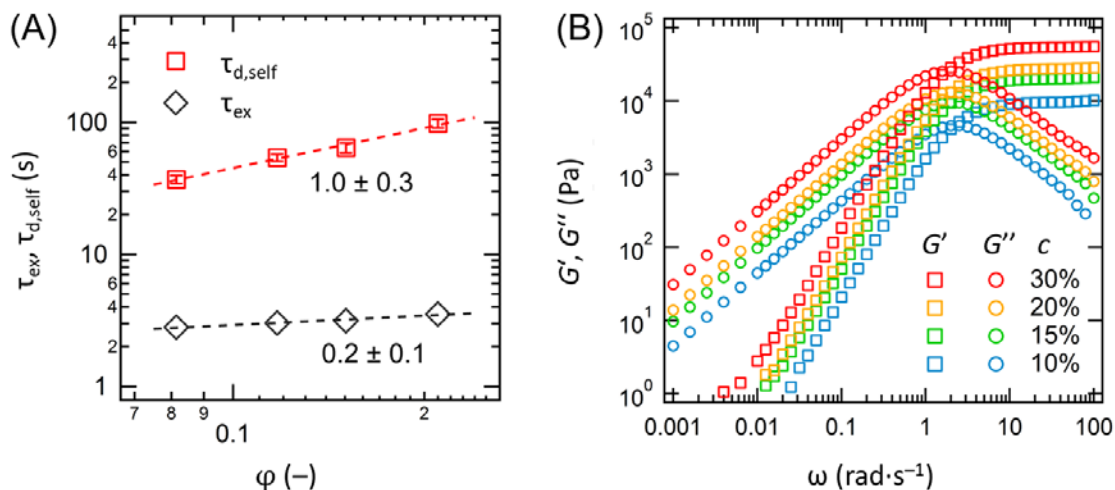 (A)
τex, τd,self (s)
4
2
100
6
4
2
10
6
4
2
1
τd,self
τex
1.0 ± 0.3
0.2 ± 0.1
7 8 9 2
0.1
φ (–)
(B)
G′, G″ (Pa)
10⁵
10⁴
10³
10²
10¹
10⁰
G′ G″ c
30%
20%
15%
10%
0.001 0.01 0.1 1 10 100
ω (rad·s⁻¹)